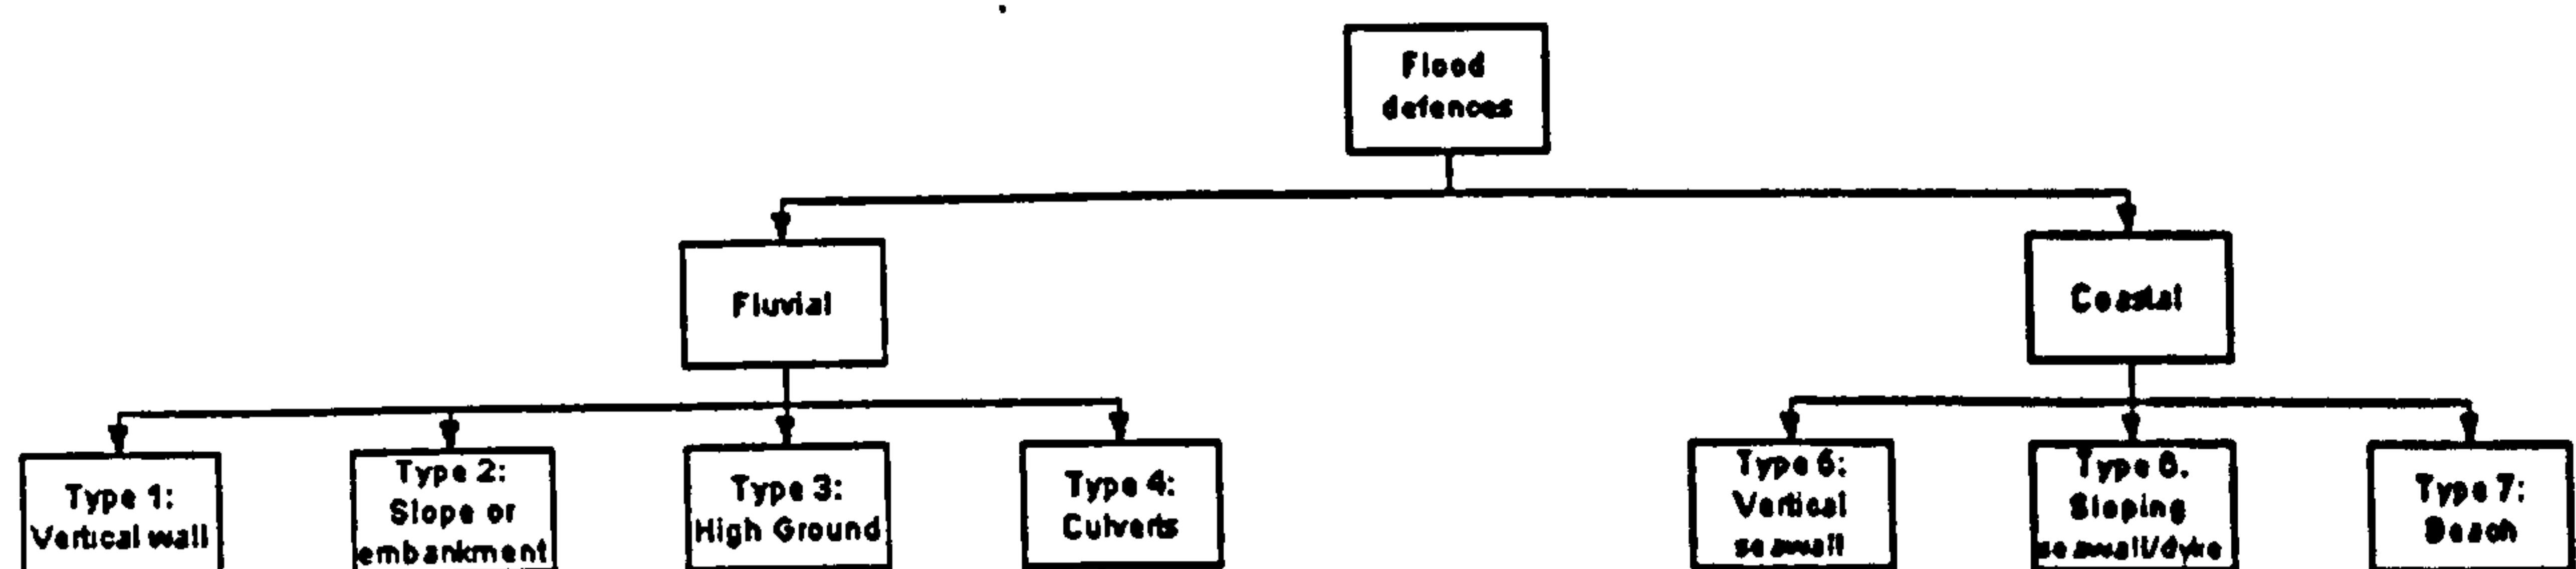 Flood
defences
Fluvial
Coastal
Type 1:
Vertical wall
Type 2:
Slope or
embankment
Type 3:
High Ground
Type 4:
Culverts
Type 5:
Vertical
seawall
Type 6.
Sloping
seawall/dyke
Type 7:
Beach